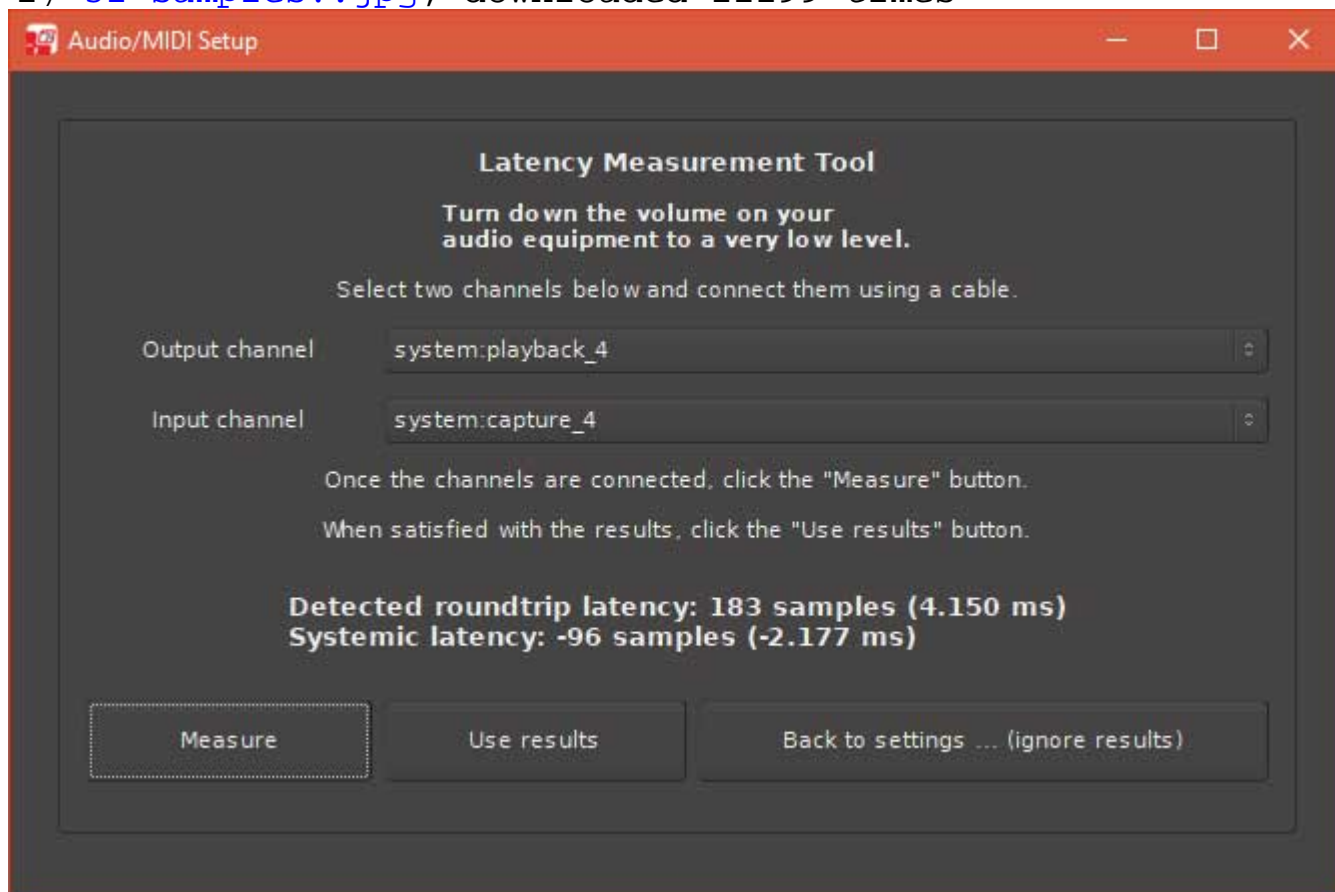 Audio/MIDI Setup
Latency Measurement Tool
Turn down the volume on your
audio equipment to a very low level.
Select two channels below and connect them using a cable.
Output channel system:playback_4
Input channel system:capture_4
Once the channels are connected, click the "Measure" button.
When satisfied with the results, click the "Use results" button.
Detected roundtrip latency: 183 samples (4.150 ms)
Systemic latency: -96 samples (-2.177 ms)
Measure Use results Back to settings ... (ignore results)